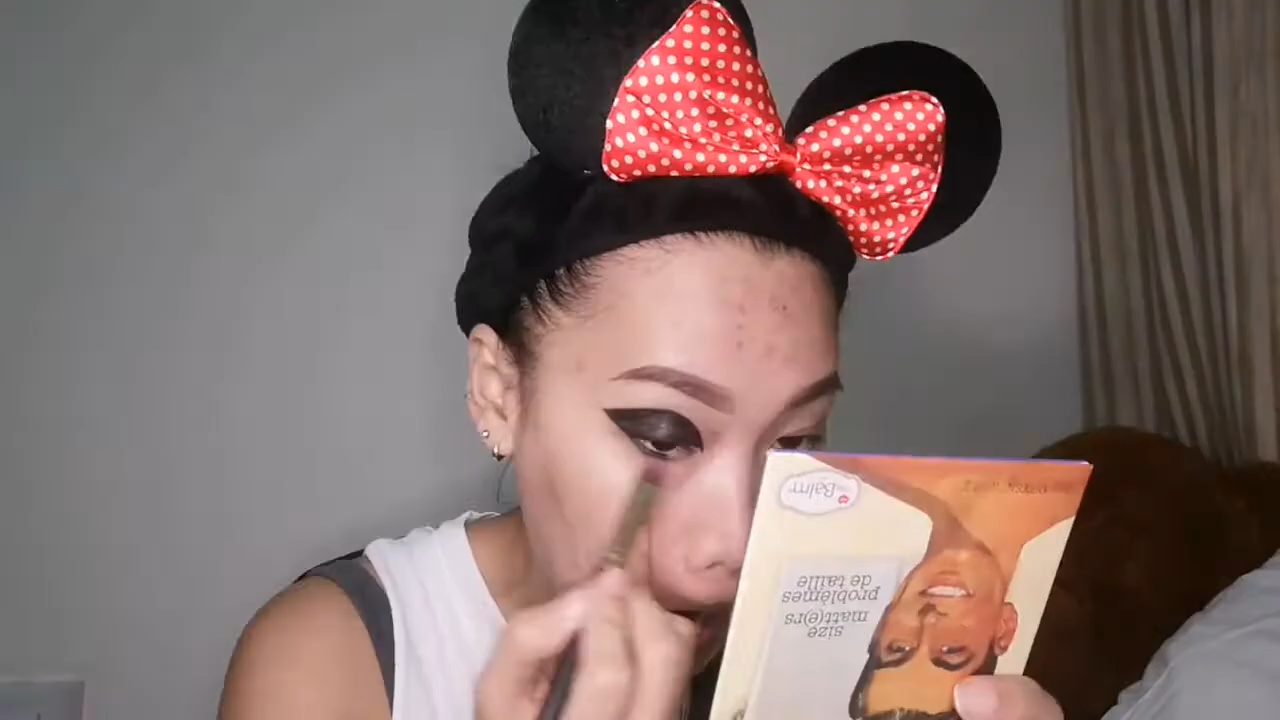 theBalm
size
matt(e)rs
problèmes
de taille